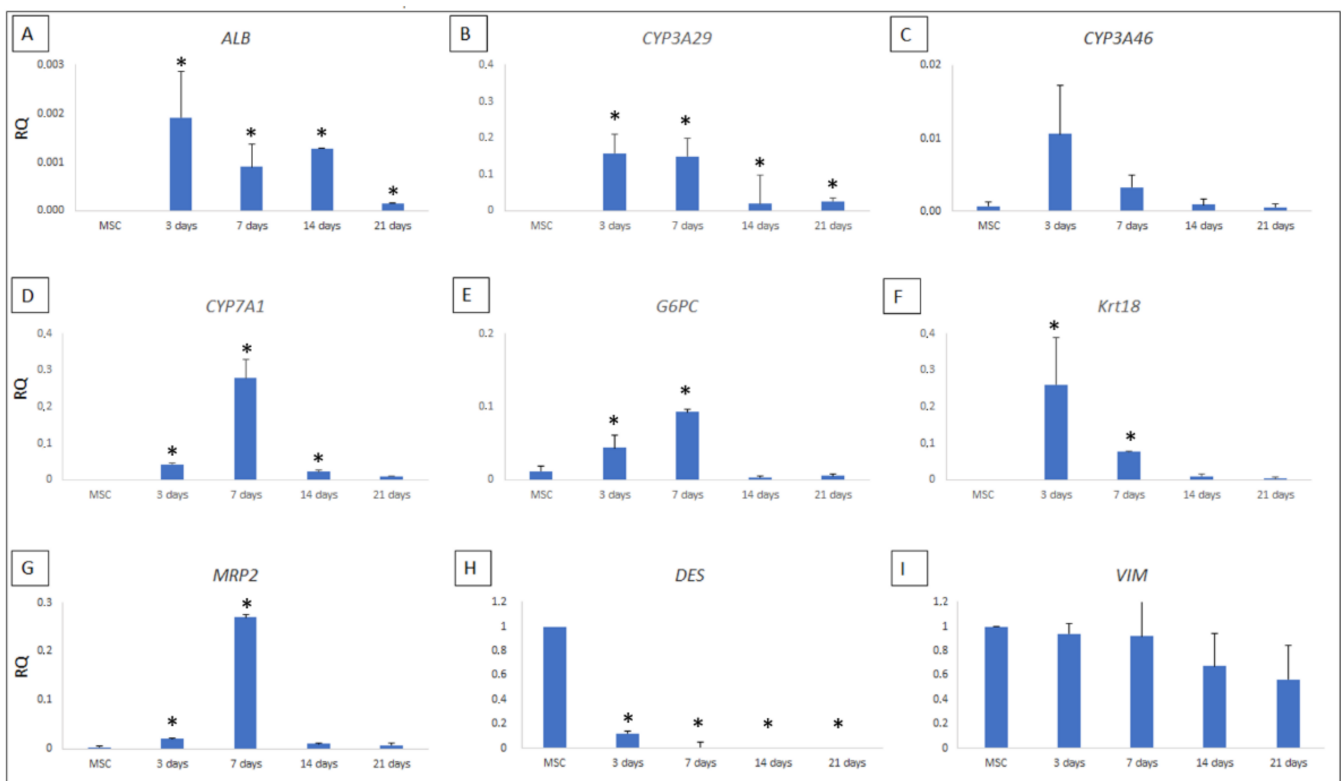 A
ALB
RQ
0.003
*
0.002
*
*
0.001
*
0.000
MSC 3 days 7 days 14 days 21 days
B
CYP3A29
0.4
0.3
*
*
0.2
*
0.1
*
0
MSC 3 days 7 days 14 days 21 days
C
CYP3A46
0.02
0.01
0.00
MSC 3 days 7 days 14 days 21 days
D
CYP7A1
RQ
0,4
*
0.3
0,2
0,1
*
*
0
MSC 3 days 7 days 14 days 21 days
E
G6PC
0,2
*
0,1
*
0
MSC 3 days 7 days 14 days 21 days
F
Krt18
0,4
*
0,3
0,2
*
0,1
0
MSC 3 days 7 days 14 days 21 days
G
MRP2
RQ
0.3
*
0.2
0.1
*
0
MSC 3 days 7 days 14 days 21 days
H
DES
1.2
1
0.8
0.6
0.4
0.2
* * * *
0
MSC 3 days 7 days 14 days 21 days
I
VIM
1.2
1
0.8
0.6
0.4
0.2
0
MSC 3 days 7 days 14 days 21 days